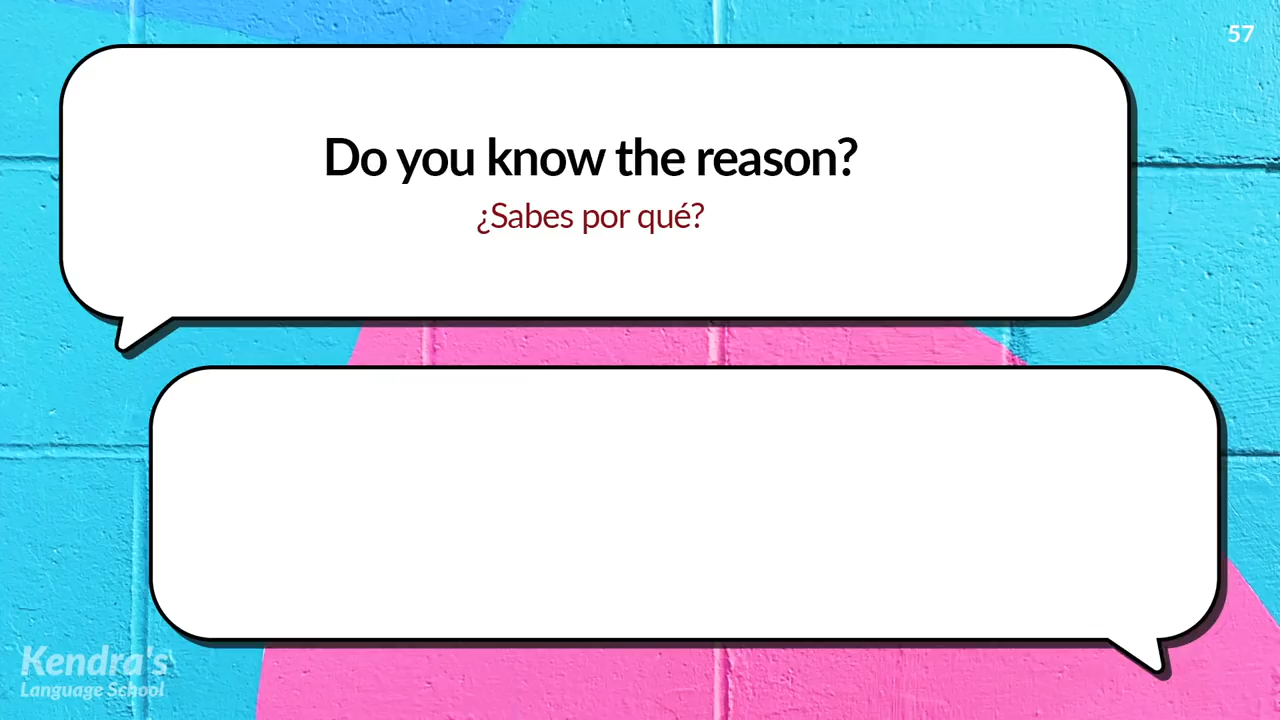 57
Do you know the reason?
¿Sabes por qué?
Kendra's
Language School